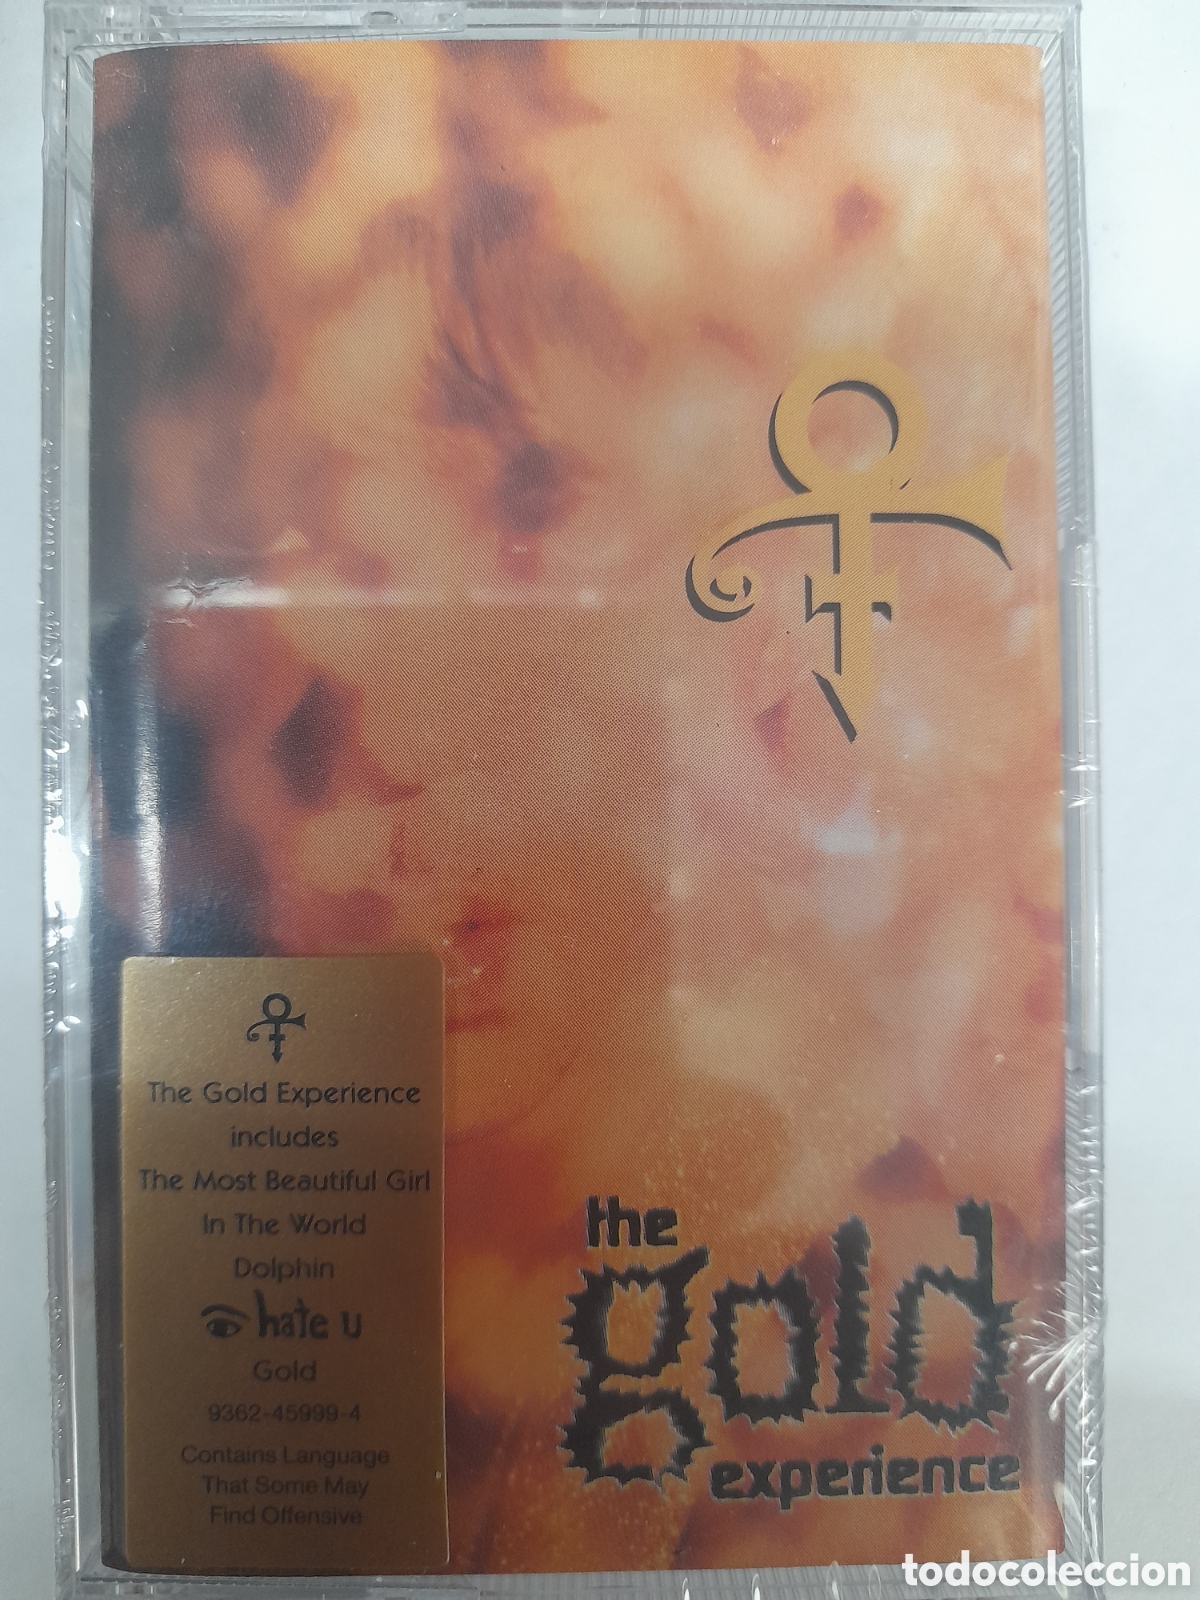 The Gold Experience
includes
The Most Beautiful Girl
In The World
Dolphin
hate u
Gold
9362-45999-4
Contains Language
That Some May
Find Offensive
the
gold
experience
todocoleccion